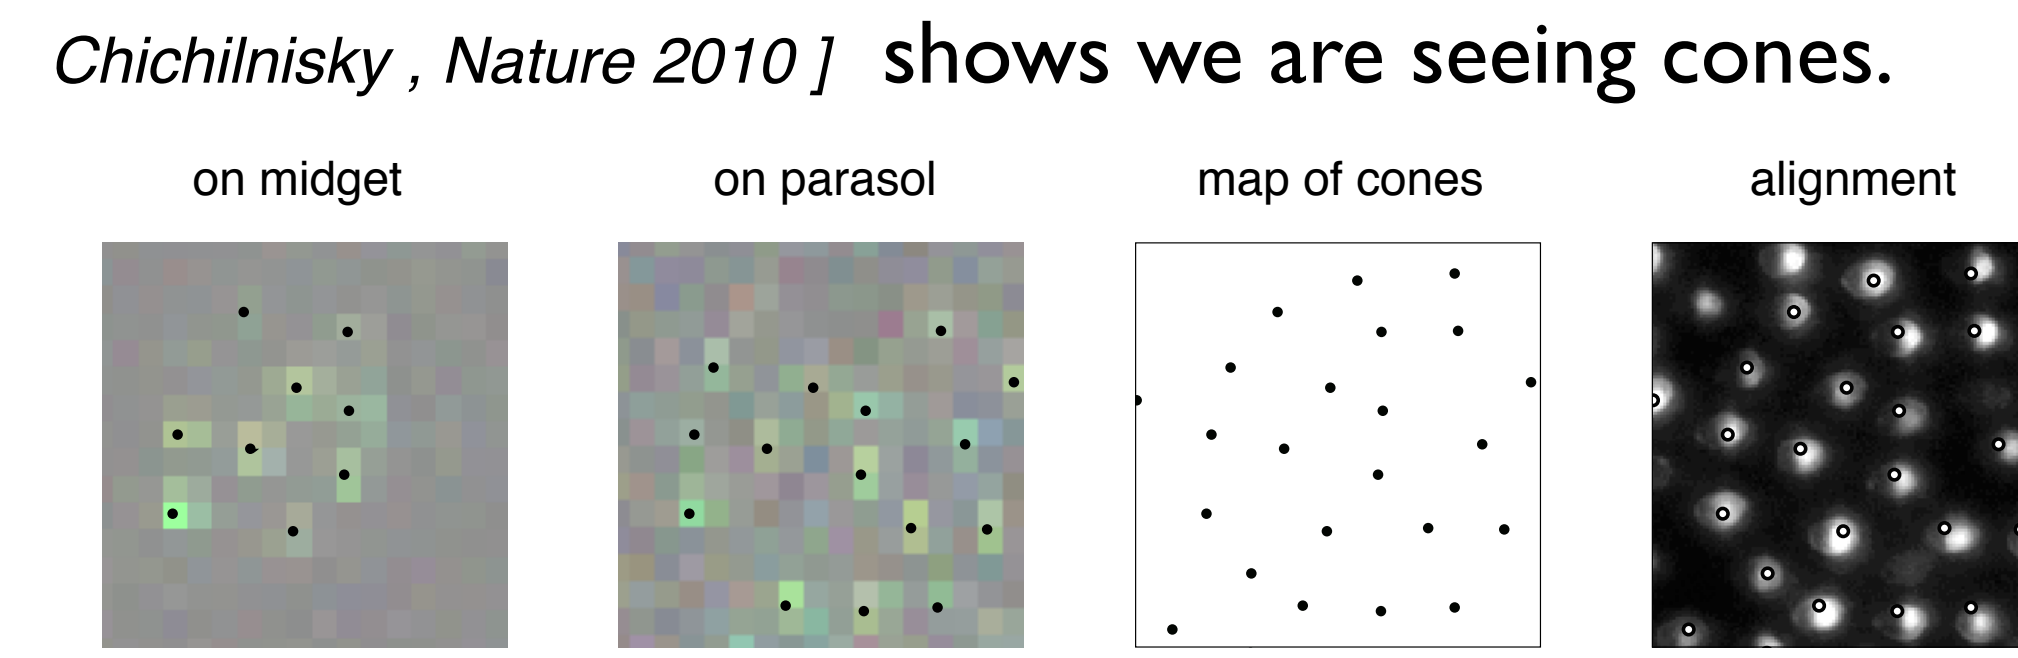 Chichilnisky , Nature 2010 ] shows we are seeing cones.
on midget on parasol map of cones alignment